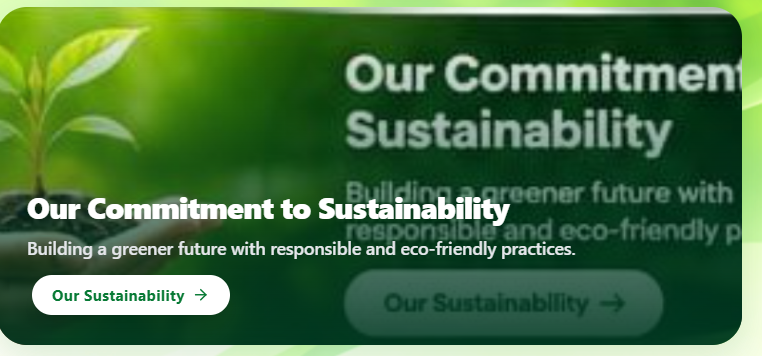 Our Commitment
Sustainability
Building a greener future with
responsible and eco-friendly p
Our Sustainability →
Our Commitment to Sustainability
Building a greener future with responsible and eco-friendly practices.
Our Sustainability →